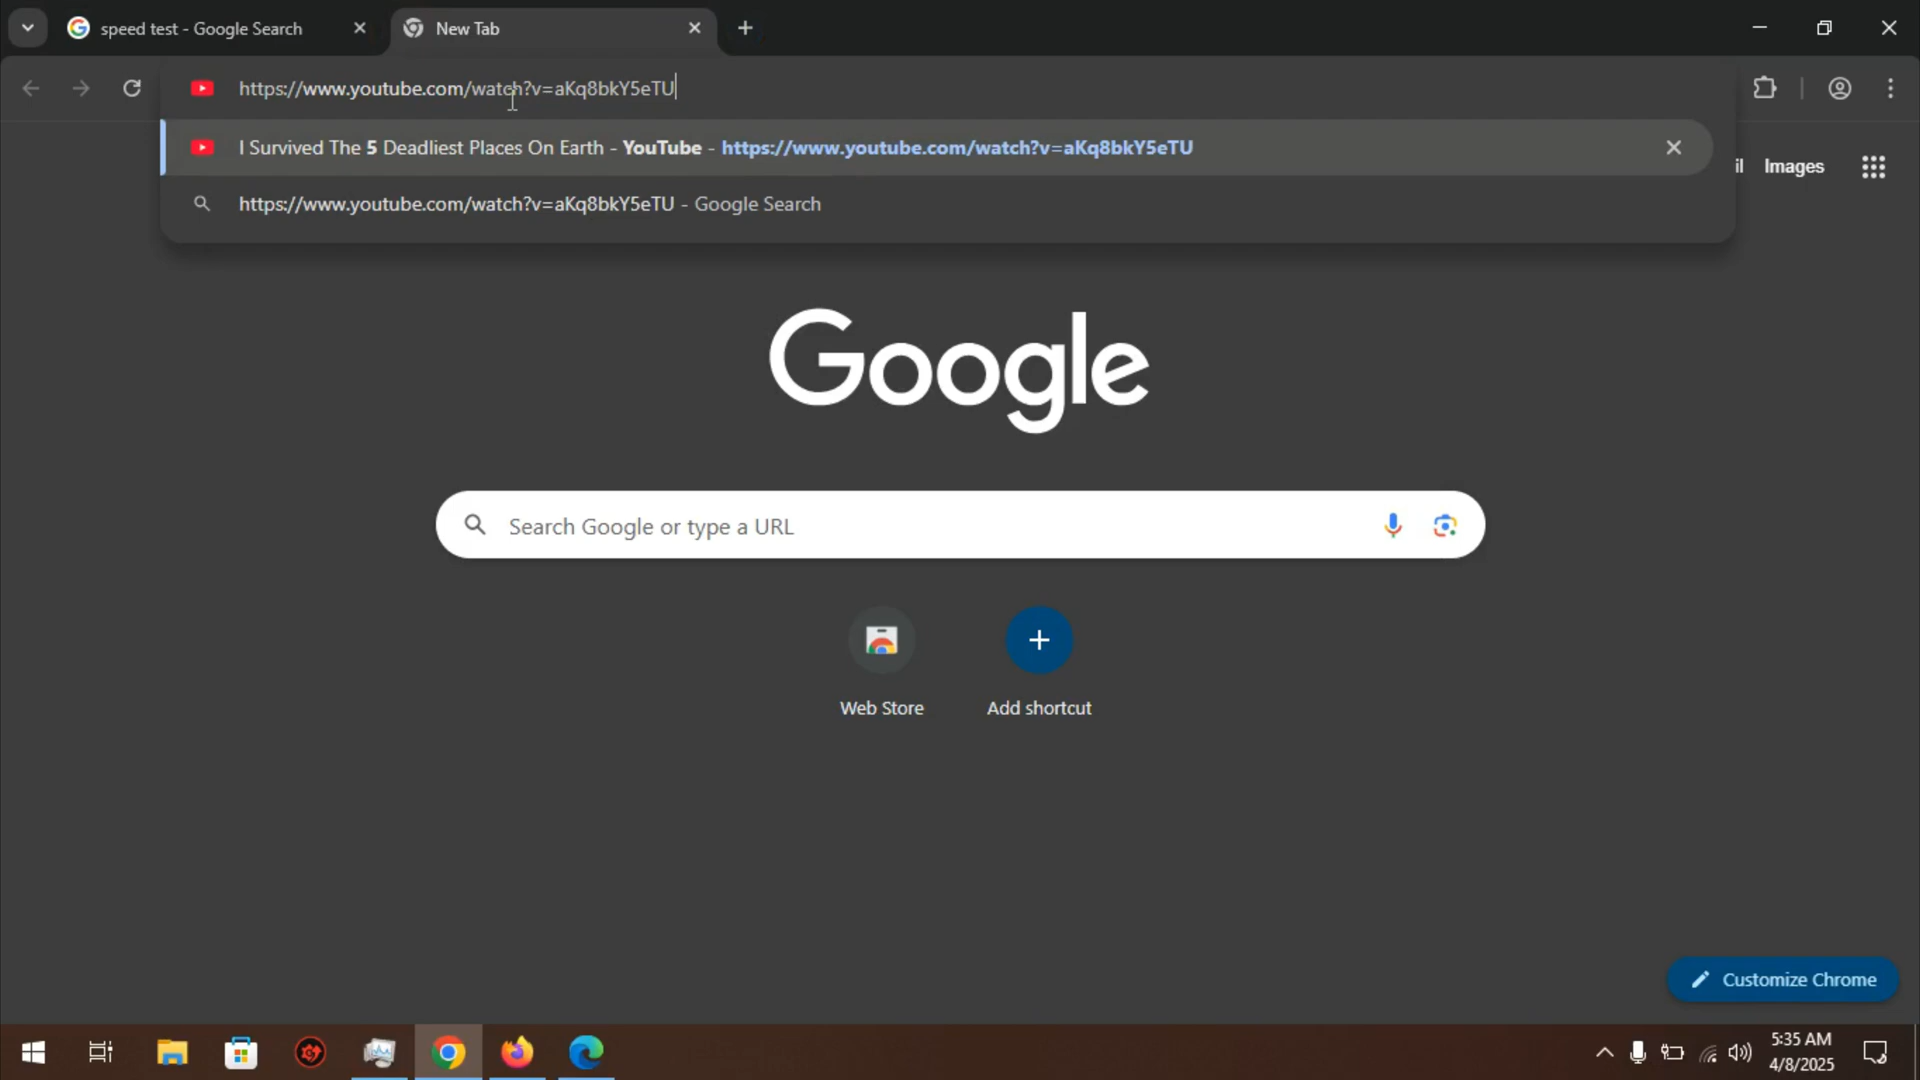 speed test - Google Search
New Tab
https://www.youtube.com/watch?v=aKq8bkY5eTU
I Survived The 5 Deadliest Places On Earth - YouTube - https://www.youtube.com/watch?v=aKq8bkY5eTU
https://www.youtube.com/watch?v=aKq8bkY5eTU - Google Search
il Images
Google
Search Google or type a URL
Web Store
Add shortcut
Customize Chrome
5:35 AM
4/8/2025